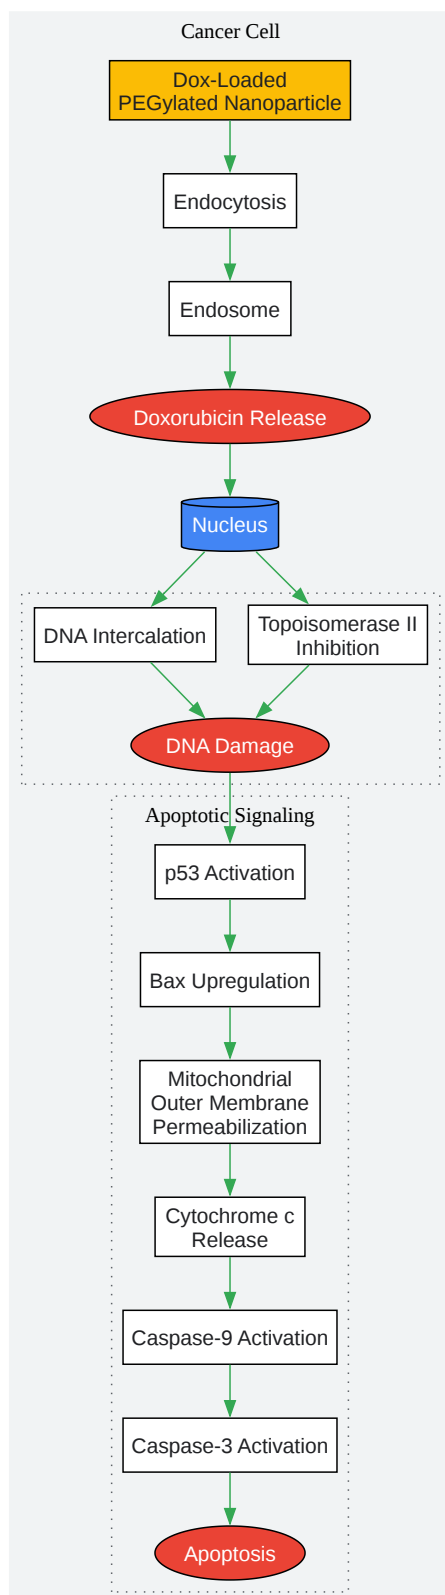 Cancer Cell
Dox-Loaded
PEGylated Nanoparticle
Endocytosis
Endosome
Doxorubicin Release
Nucleus
DNA Intercalation
Topoisomerase II
Inhibition
DNA Damage
Apoptotic Signaling
p53 Activation
Bax Upregulation
Mitochondrial
Outer Membrane
Permeabilization
Cytochrome c
Release
Caspase-9 Activation
Caspase-3 Activation
Apoptosis